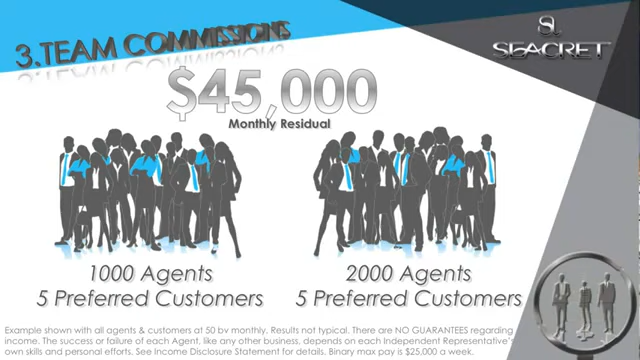 3.TEAM COMMISSIONS
SEACRET
$45,000
Monthly Residual
1000 Agents
5 Preferred Customers
2000 Agents
5 Preferred Customers
Example shown with all agents & customers at 50 bv monthly. Results not typical. There are NO GUARANTEES regarding
income. The success or failure of each Agent, like any other business, depends on each Independent Representative's
own skills and personal efforts. See Income Disclosure Statement for details. Binary max pay is $25,000 a week.